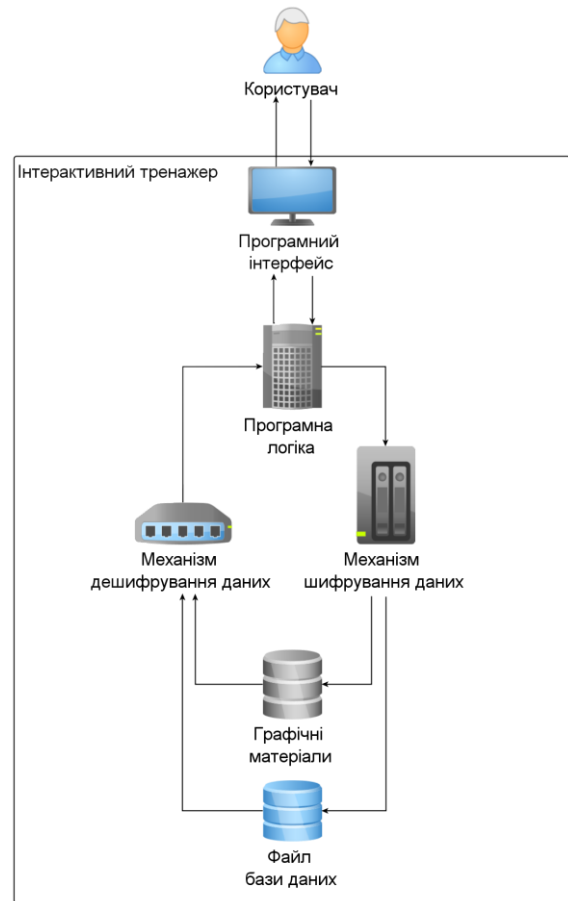 Користувач
Інтерактивний тренажер
Програмний
інтерфейс
Програмна
логіка
Механізм
дешифрування даних
Механізм
шифрування даних
Графічні
матеріали
Файл
бази даних